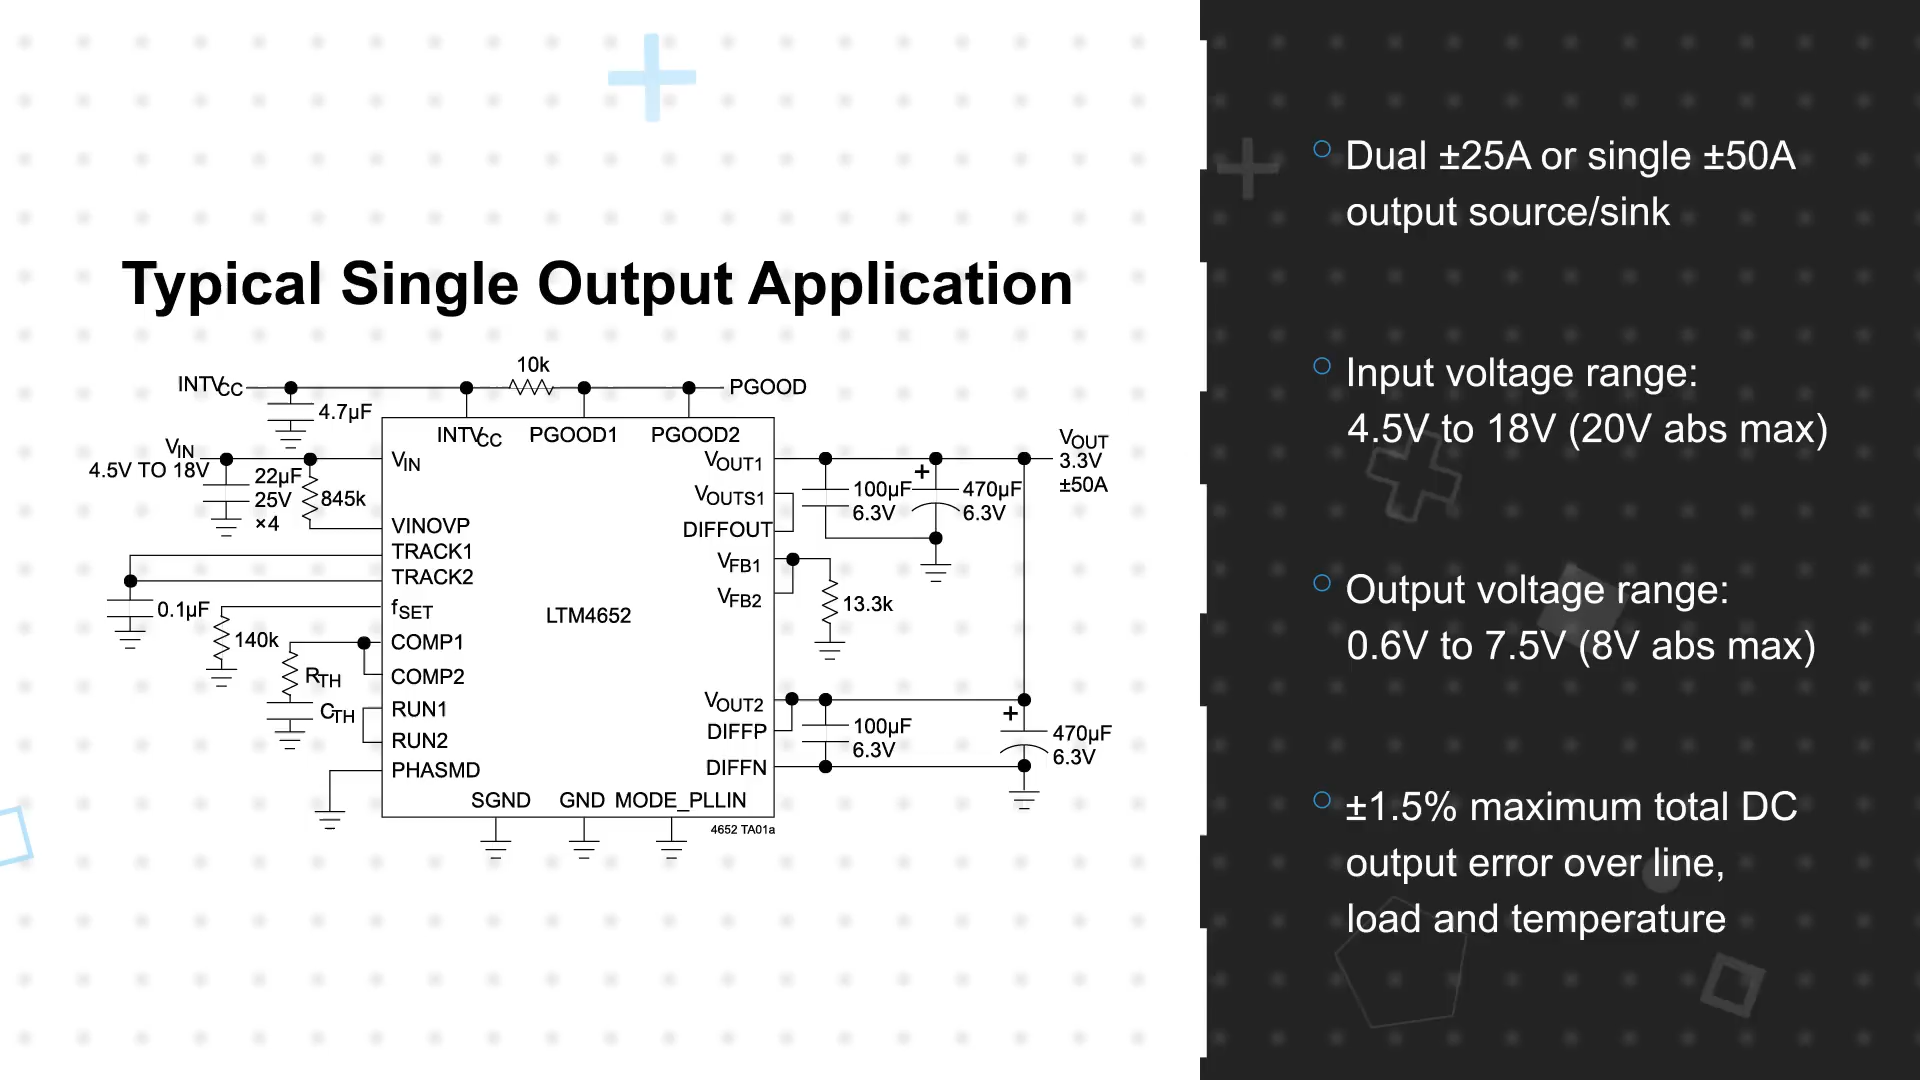 Typical Single Output Application
10k
INTVCC
PGOOD
4.7µF
INTVCC PGOOD1 PGOOD2
VIN
4.5V TO 18V
22µF
25V
×4
845k
VIN
VINOVP
TRACK1
TRACK2
0.1µF
fSET
140k
COMP1
RTH
COMP2
CTH
RUN1
RUN2
PHASMD
SGND GND MODE_PLLIN
LTM4652
VOUT1
VOUTS1
DIFFOUT
VFB1
VFB2
VOUT2
DIFFP
DIFFN
100µF
6.3V
470µF
6.3V
VOUT
3.3V
±50A
13.3k
100µF
6.3V
470µF
6.3V
4652 TA01a
Dual ±25A or single ±50A
output source/sink
Input voltage range:
4.5V to 18V (20V abs max)
Output voltage range:
0.6V to 7.5V (8V abs max)
±1.5% maximum total DC
output error over line,
load and temperature